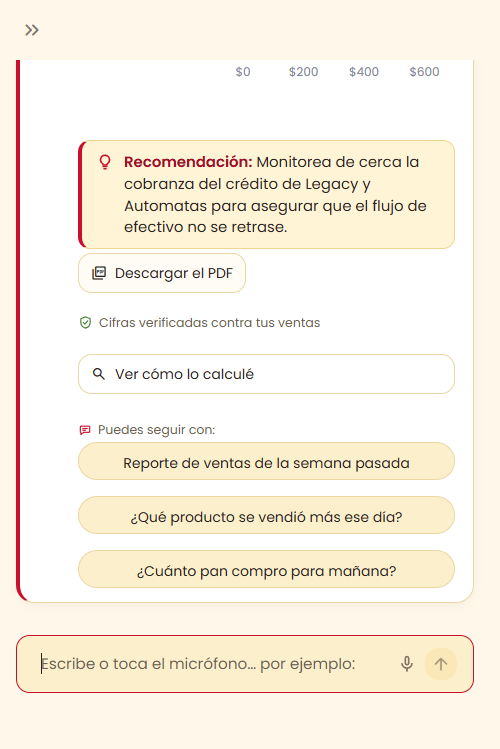 $0 $200 $400 $600
Recomendación: Monitorea de cerca la
cobranza del crédito de Legacy y
Automatas para asegurar que el flujo de
efectivo no se retrase.
Descargar el PDF
Cifras verificadas contra tus ventas
Ver cómo lo calculé
Puedes seguir con:
Reporte de ventas de la semana pasada
¿Qué producto se vendió más ese día?
¿Cuánto pan compro para mañana?
Escribe o toca el micrófono... por ejemplo: